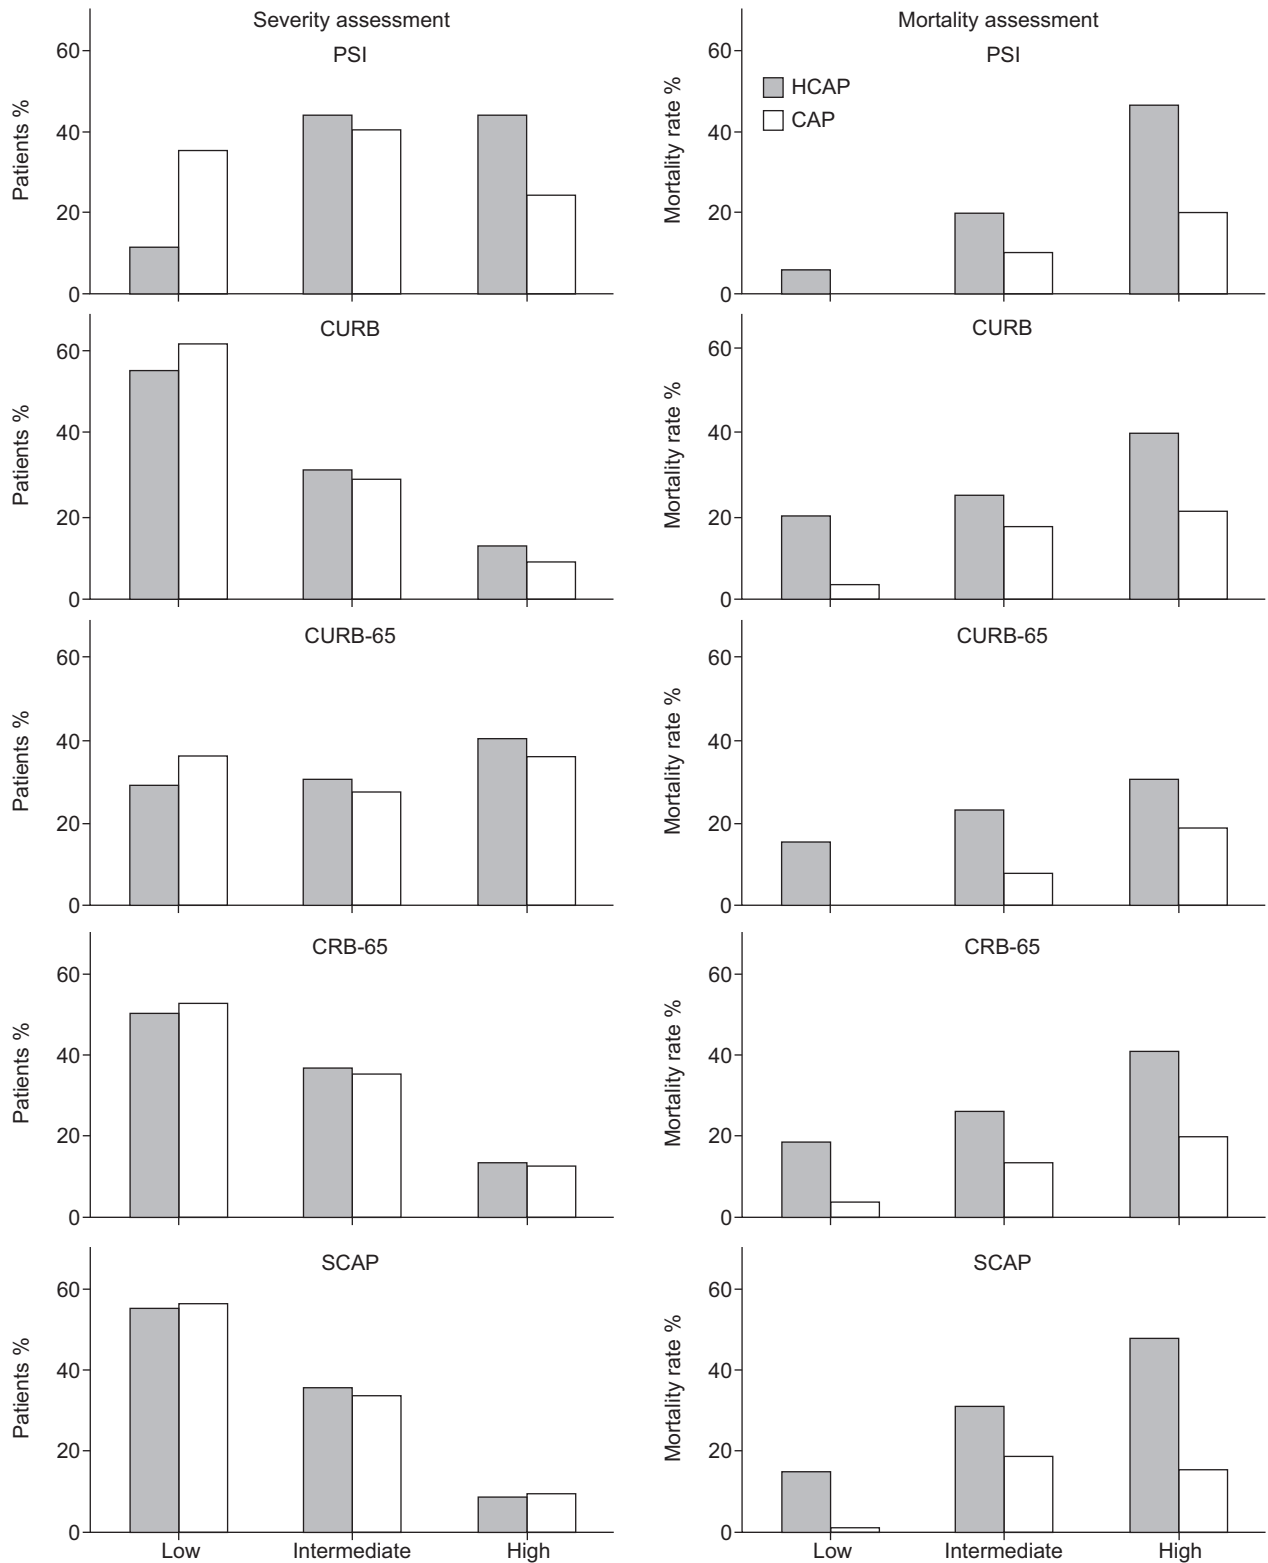 Severity assessment
PSI
Patients %
60
40
20
0
Mortality assessment
PSI
Mortality rate %
60
40
20
0
HCAP
CAP
CURB
Patients %
60
40
20
0
CURB
Mortality rate %
60
40
20
0
CURB-65
Patients %
60
40
20
0
CURB-65
Mortality rate %
60
40
20
0
CRB-65
Patients %
60
40
20
0
CRB-65
Mortality rate %
60
40
20
0
SCAP
Patients %
60
40
20
0
Low Intermediate High
SCAP
Mortality rate %
60
40
20
0
Low Intermediate High